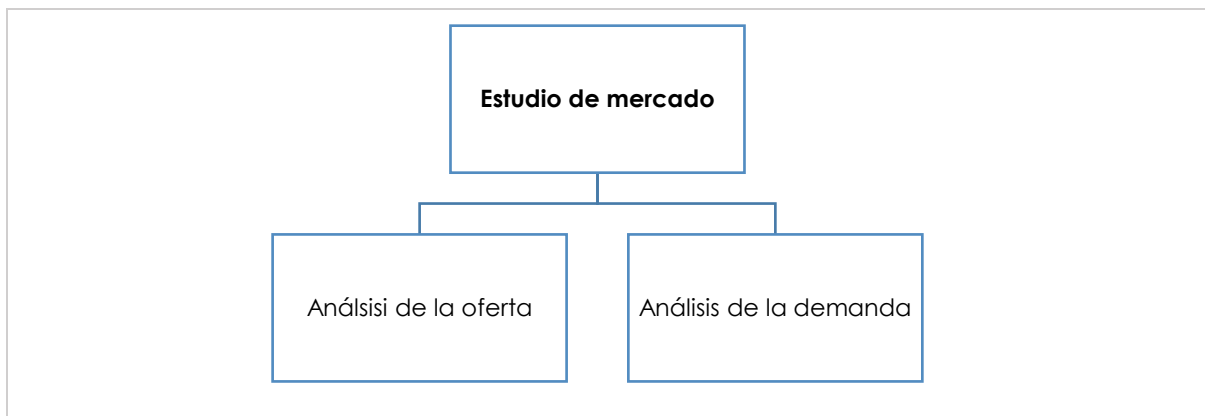 Estudio de mercado
Análsisi de la oferta
Análisis de la demanda